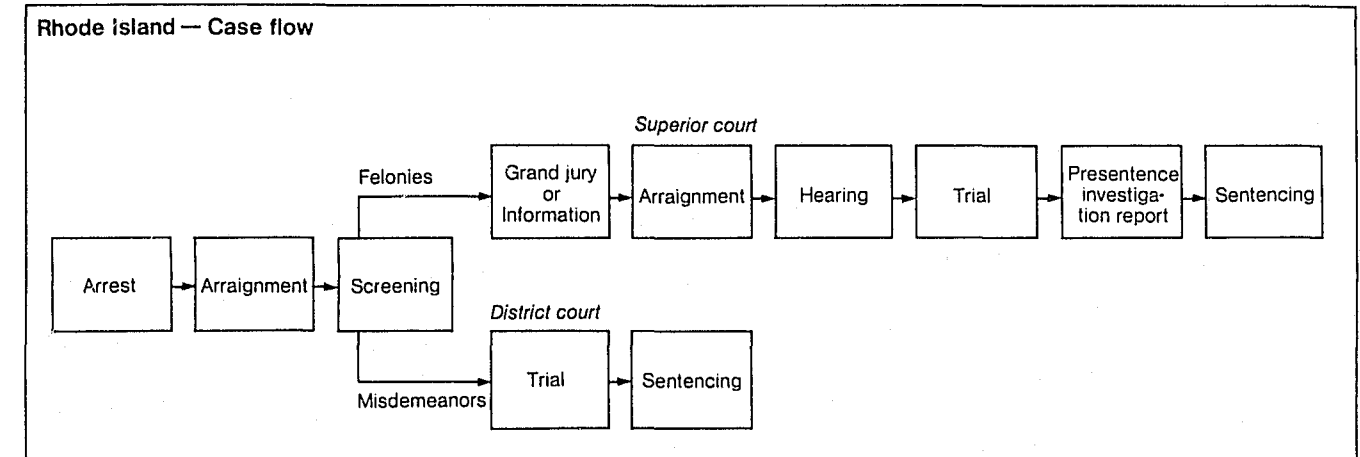 Rhode Island — Case flow
Superior court
Felonies
Grand jury
or
Information
Arraignment
Hearing
Trial
Presentence
investiga-
tion report
Sentencing
Arrest
Arraignment
Screening
District court
Trial
Sentencing
Misdemeanors